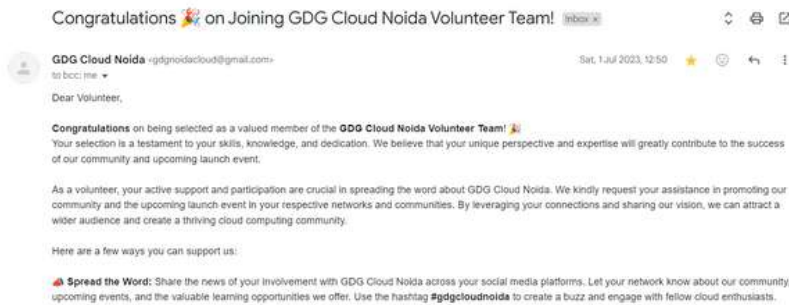 Congratulations 🎉 on Joining GDG Cloud Noida Volunteer Team! Inbox x
GDG Cloud Noida <gdgnoidacloud@gmail.com> Sat, 1 Jul 2023, 12:50
to bcc: me
Dear Volunteer,
Congratulations on being selected as a valued member of the GDG Cloud Noida Volunteer Team! 🎉
Your selection is a testament to your skills, knowledge, and dedication. We believe that your unique perspective and expertise will greatly contribute to the success
of our community and upcoming launch event.
As a volunteer, your active support and participation are crucial in spreading the word about GDG Cloud Noida. We kindly request your assistance in promoting our
community and the upcoming launch event in your respective networks and communities. By leveraging your connections and sharing our vision, we can attract a
wider audience and create a thriving cloud computing community.
Here are a few ways you can support us:
📣 Spread the Word: Share the news of your involvement with GDG Cloud Noida across your social media platforms. Let your network know about our community
upcoming events, and the valuable learning opportunities we offer. Use the hashtag #gdgcloudnoida to create a buzz and engage with fellow cloud enthusiasts.